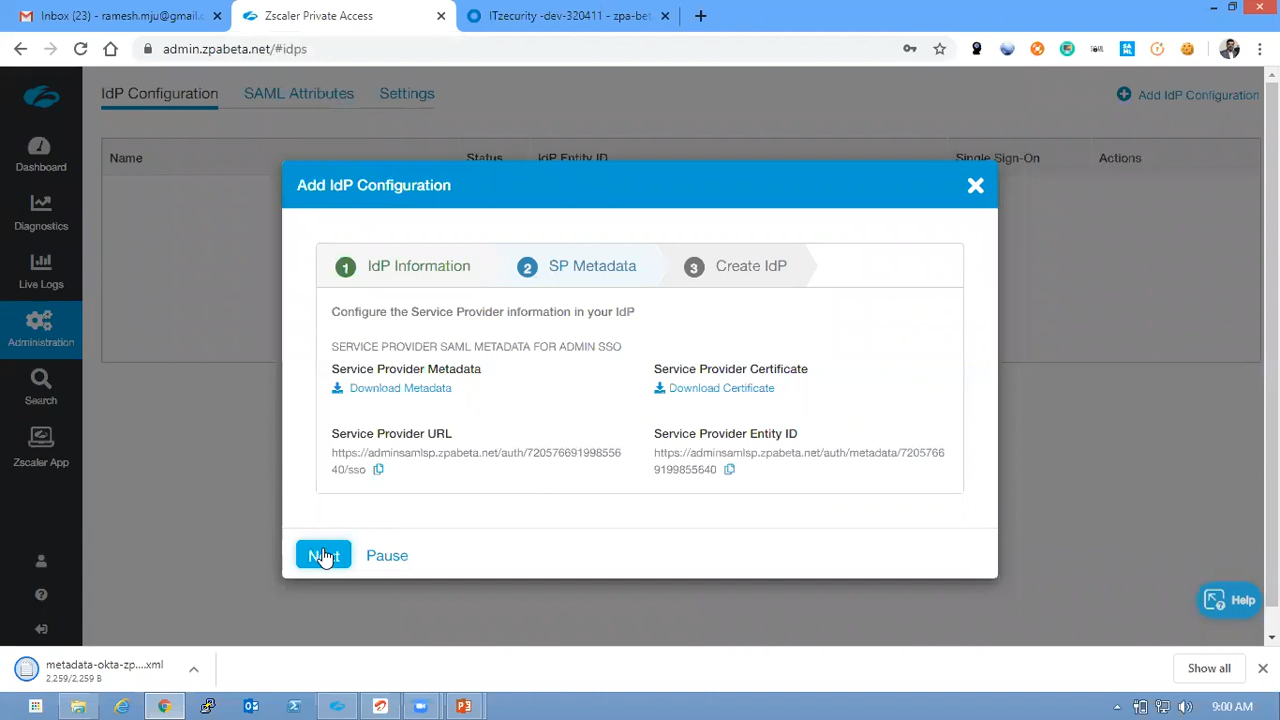 Inbox (23) - ramesh.mju@gmail.c
Zscaler Private Access
ITzecurity -dev-320411 - zpa-bet
admin.zpabeta.net/#idps
IdP Configuration
SAML Attributes
Settings
Add IdP Configuration
Name
Status
IdP Entity ID
Single Sign-On
Actions
Dashboard
Diagnostics
Live Logs
Administration
Search
Zscaler App
Add IdP Configuration
1 IdP Information
2 SP Metadata
3 Create IdP
Configure the Service Provider information in your IdP
SERVICE PROVIDER SAML METADATA FOR ADMIN SSO
Service Provider Metadata
Download Metadata
Service Provider Certificate
Download Certificate
Service Provider URL
https://adminsamlsp.zpabeta.net/auth/720576691998556
40/sso
Service Provider Entity ID
https://adminsamlsp.zpabeta.net/auth/metadata/7205766
9199855640
Next
Pause
Help
metadata-okta-zp....xml
2,259/2,259 B
Show all
9:00 AM